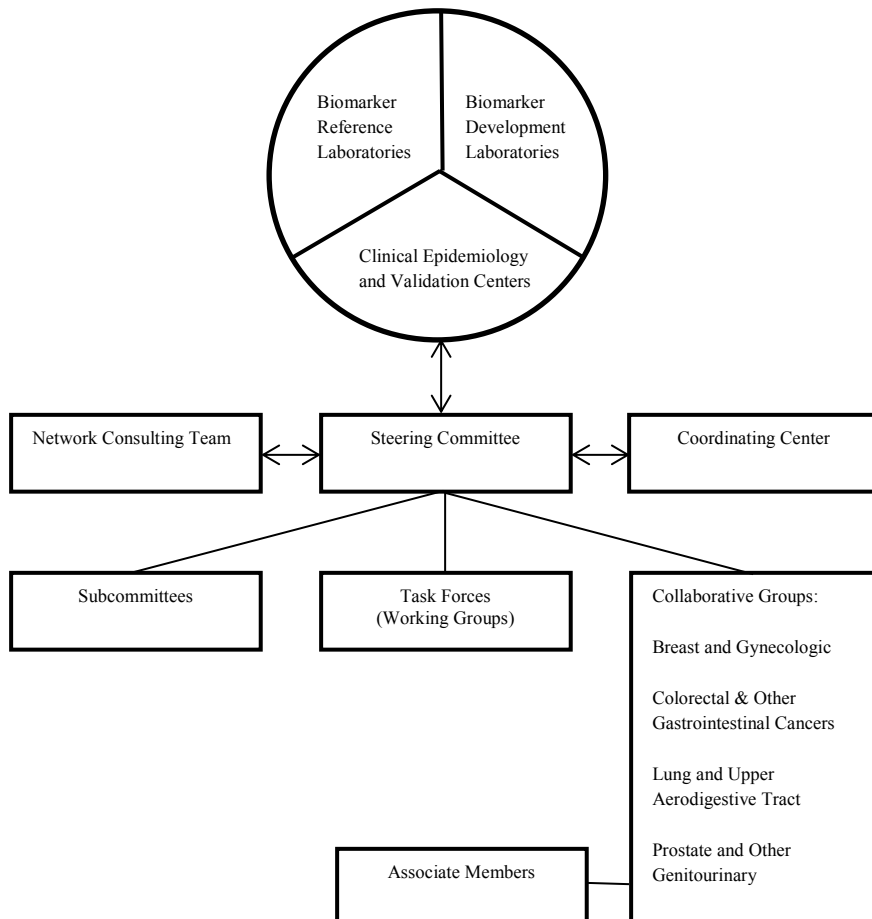 Biomarker
Reference
Laboratories
Biomarker
Development
Laboratories
Clinical Epidemiology
and Validation Centers
Network Consulting Team
Steering Committee
Coordinating Center
Subcommittees
Task Forces
(Working Groups)
Collaborative Groups:
Breast and Gynecologic
Colorectal & Other
Gastrointestinal Cancers
Lung and Upper
Aerodigestive Tract
Prostate and Other
Genitourinary
Associate Members